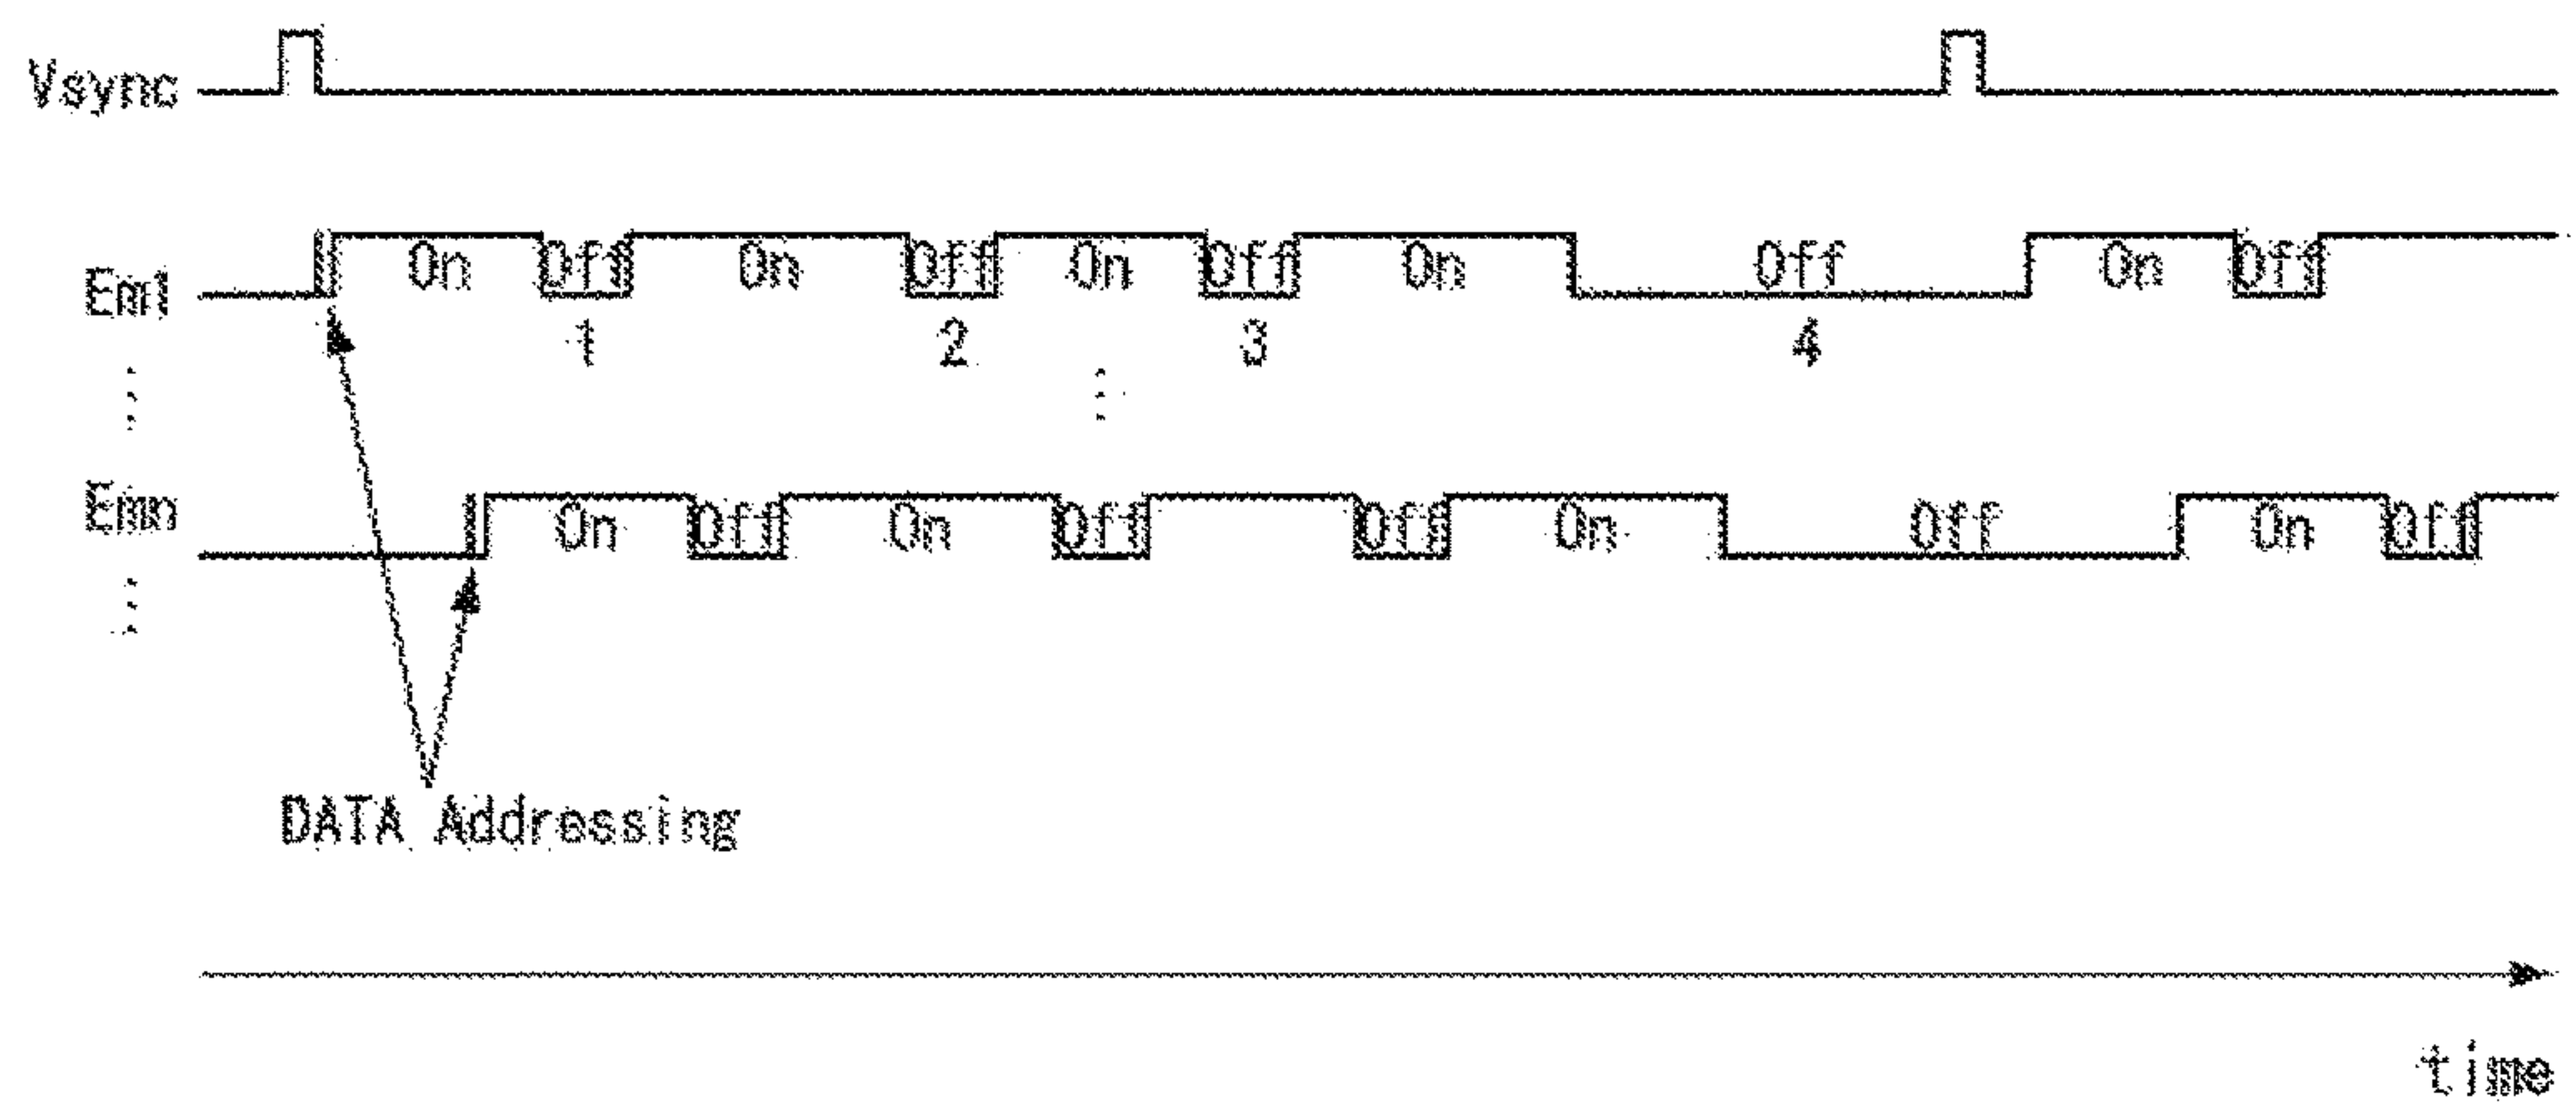 Vsync
Em1 On Off On Off On Off On Off On Off
1 2 3 4
Emn On Off On Off Off On Off On Off
DATA Addressing
time